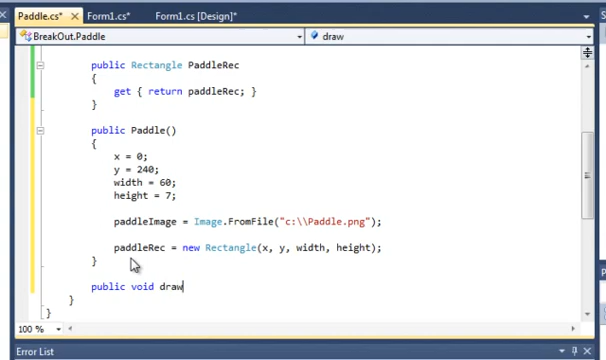 Paddle.cs* Form1.cs* Form1.cs [Design]*
BreakOut.Paddle draw
public Rectangle PaddleRec
{
get { return paddleRec; }
}
public Paddle()
{
x = 0;
y = 240;
width = 60;
height = 7;
paddleImage = Image.FromFile("c:\\Paddle.png");
paddleRec = new Rectangle(x, y, width, height);
}
public void draw
}
}
100 %
Error List